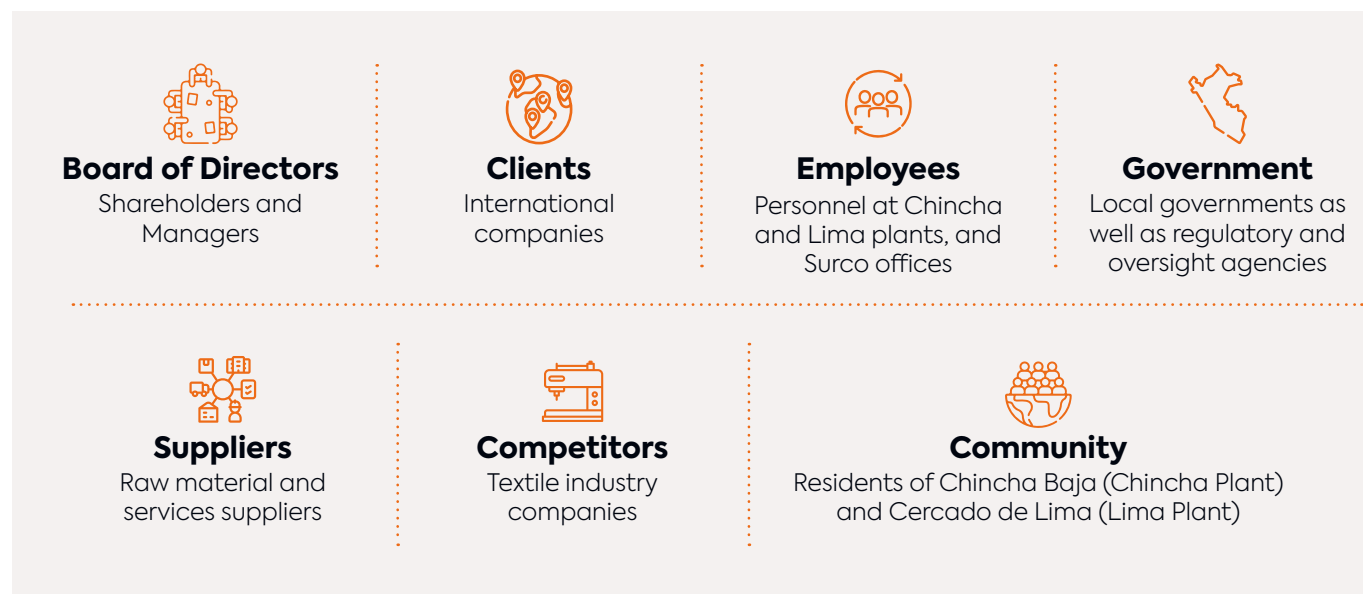 Board of Directors
Shareholders and
Managers
Clients
International
companies
Employees
Personnel at Chincha
and Lima plants, and
Surco offices
Government
Local governments as
well as regulatory and
oversight agencies
Suppliers
Raw material and
services suppliers
Competitors
Textile industry
companies
Community
Residents of Chincha Baja (Chincha Plant)
and Cercado de Lima (Lima Plant)